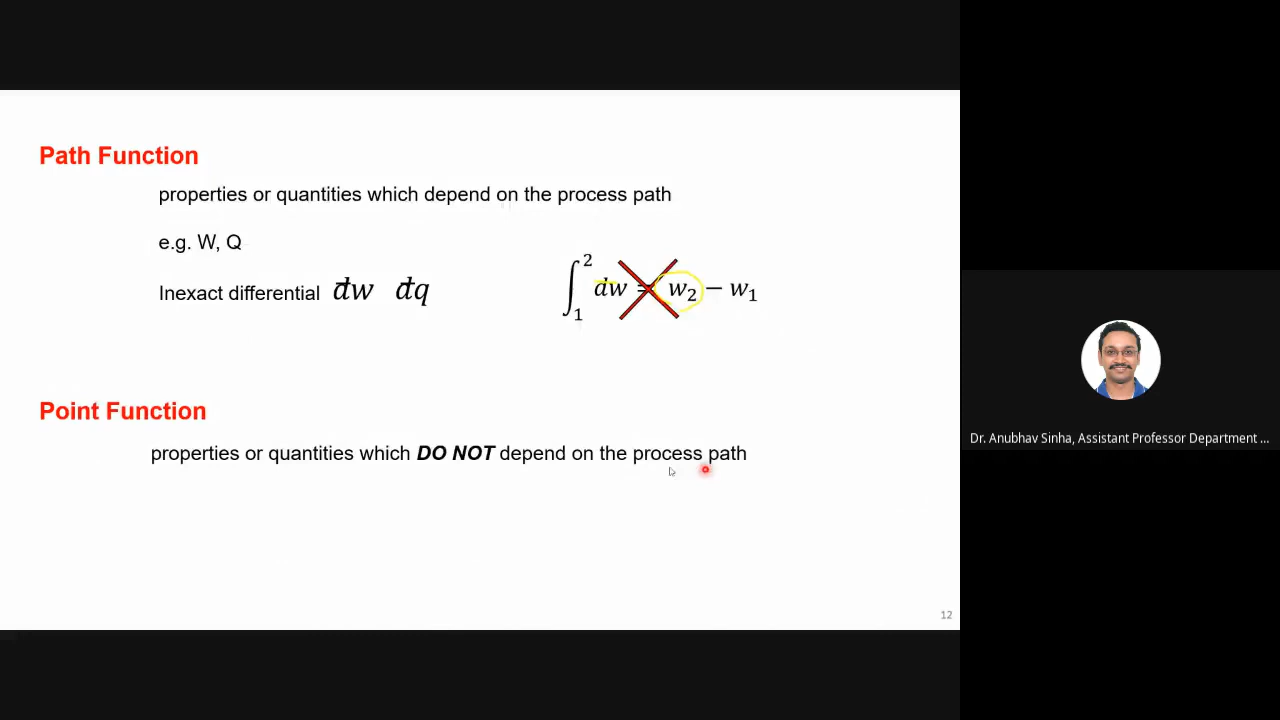 Path Function
properties or quantities which depend on the process path
e.g. W, Q
Inexact differential đw đq
∫₁² đw = w₂ − w₁
Point Function
properties or quantities which DO NOT depend on the process path
12
Dr. Anubhav Sinha, Assistant Professor Department ...